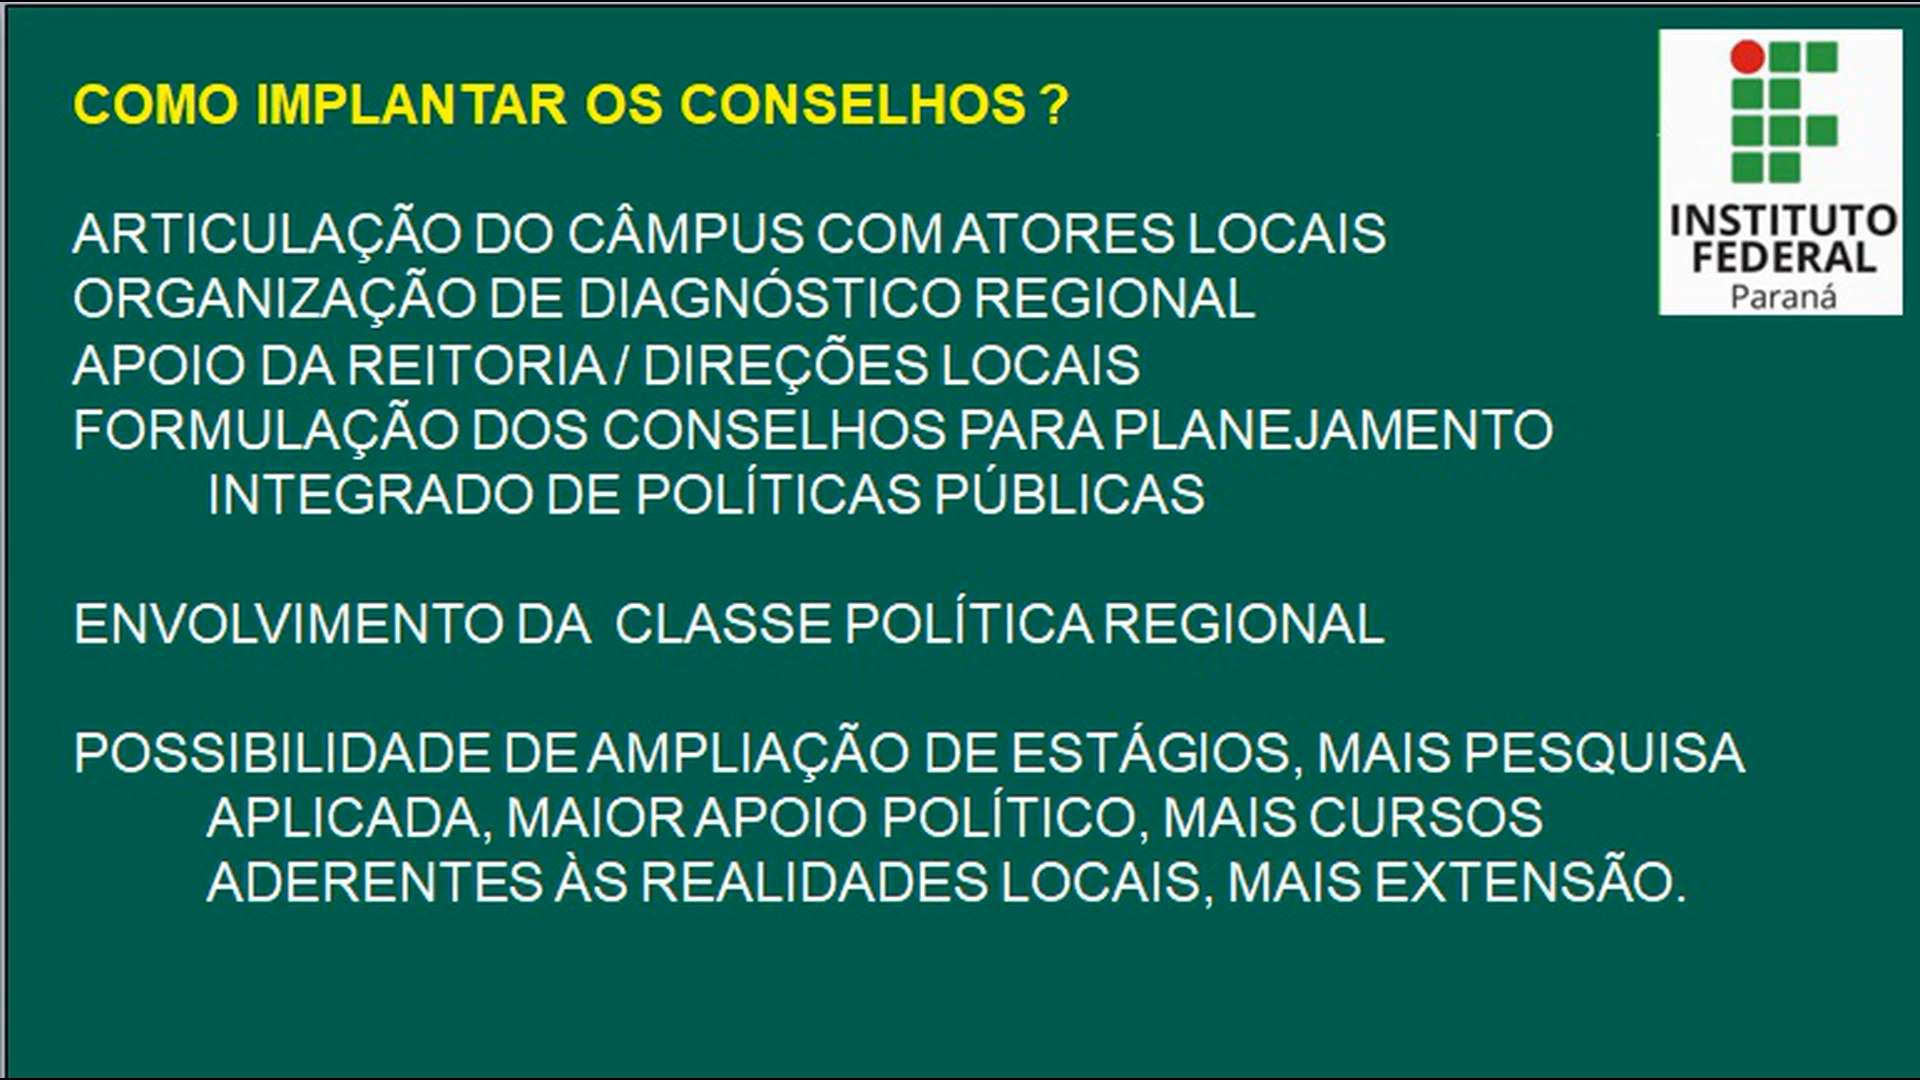 COMO IMPLANTAR OS CONSELHOS ?
ARTICULAÇÃO DO CÂMPUS COM ATORES LOCAIS
ORGANIZAÇÃO DE DIAGNÓSTICO REGIONAL
APOIO DA REITORIA / DIREÇÕES LOCAIS
FORMULAÇÃO DOS CONSELHOS PARA PLANEJAMENTO
INTEGRADO DE POLÍTICAS PÚBLICAS
ENVOLVIMENTO DA CLASSE POLÍTICA REGIONAL
POSSIBILIDADE DE AMPLIAÇÃO DE ESTÁGIOS, MAIS PESQUISA
APLICADA, MAIOR APOIO POLÍTICO, MAIS CURSOS
ADERENTES ÀS REALIDADES LOCAIS, MAIS EXTENSÃO.
INSTITUTO
FEDERAL
Paraná